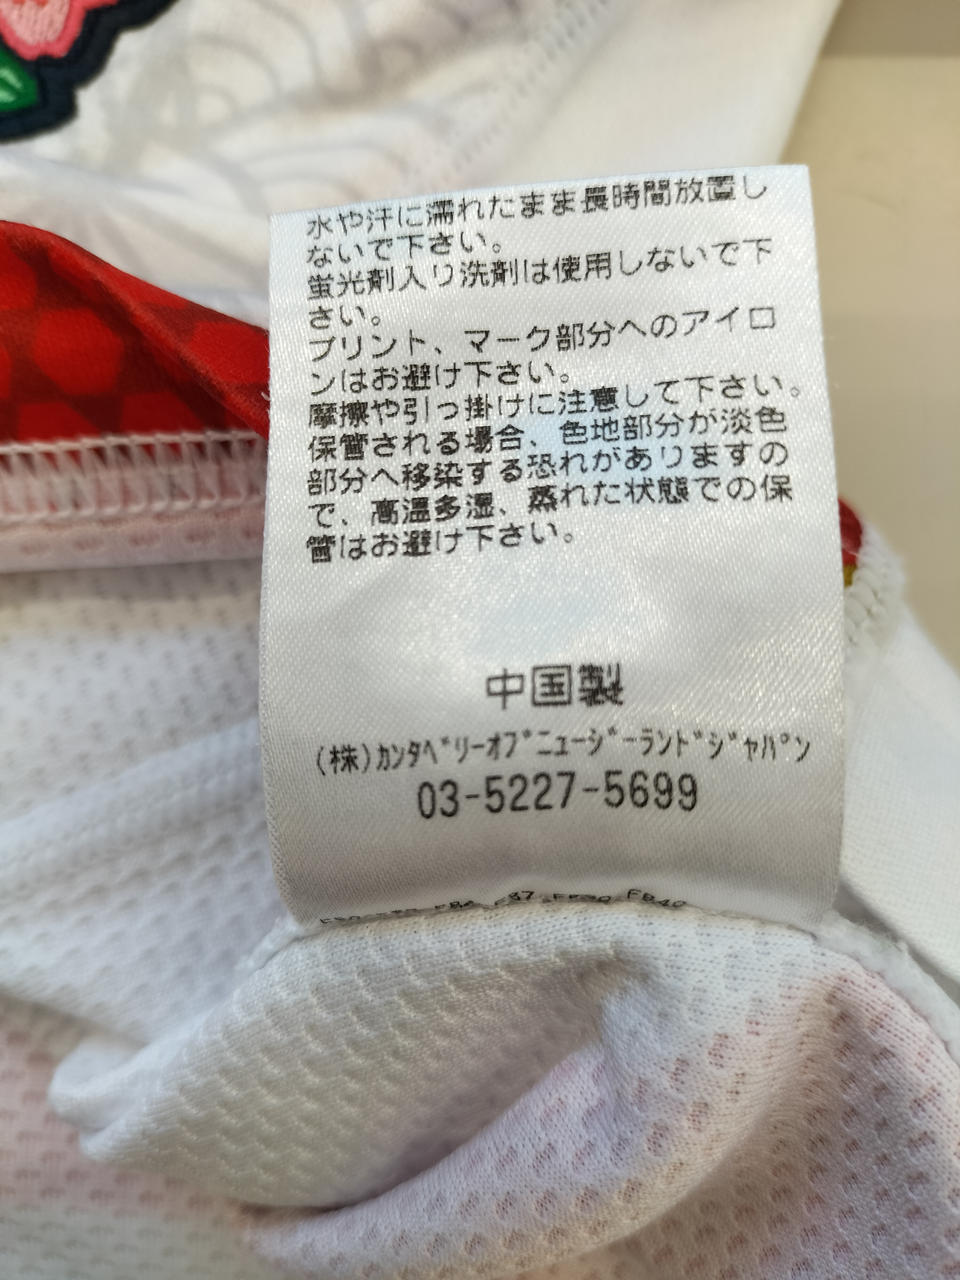 水や汗に濡れたまま長時間放置し
ないで下さい。
蛍光剤入り洗剤は使用しないで下
さい。
プリント、マーク部分へのアイロ
ンはお避け下さい。
摩擦や引っ掛けに注意して下さい。
保管される場合、色地部分が淡色
部分へ移染する恐れがありますの
で、高温多湿、蒸れた状態での保
管はお避け下さい。
中国製
(株)ｶﾝﾀﾍﾞﾘｰｵﾌﾞﾆｭｰｼﾞｰﾗﾝﾄﾞｼﾞｬﾊﾟﾝ
03-5227-5699
FB40